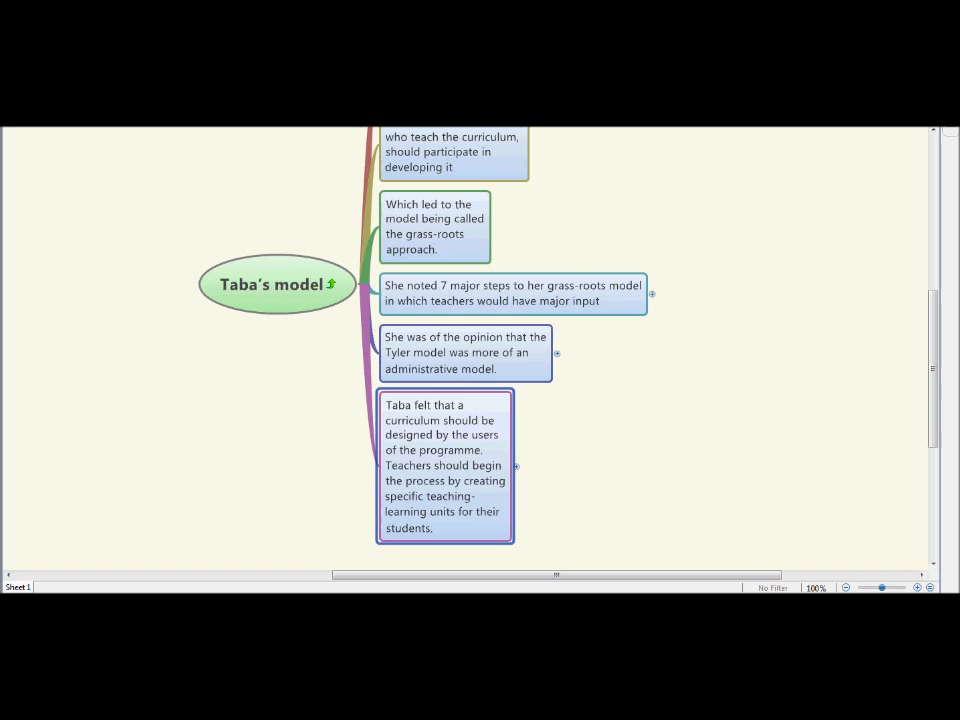 who teach the curriculum,
should participate in
developing it
Which led to the
model being called
the grass-roots
approach.
Taba's model
She noted 7 major steps to her grass-roots model
in which teachers would have major input
She was of the opinion that the
Tyler model was more of an
administrative model.
Taba felt that a
curriculum should be
designed by the users
of the programme.
Teachers should begin
the process by creating
specific teaching-
learning units for their
students.
Sheet 1
No Filter
100%